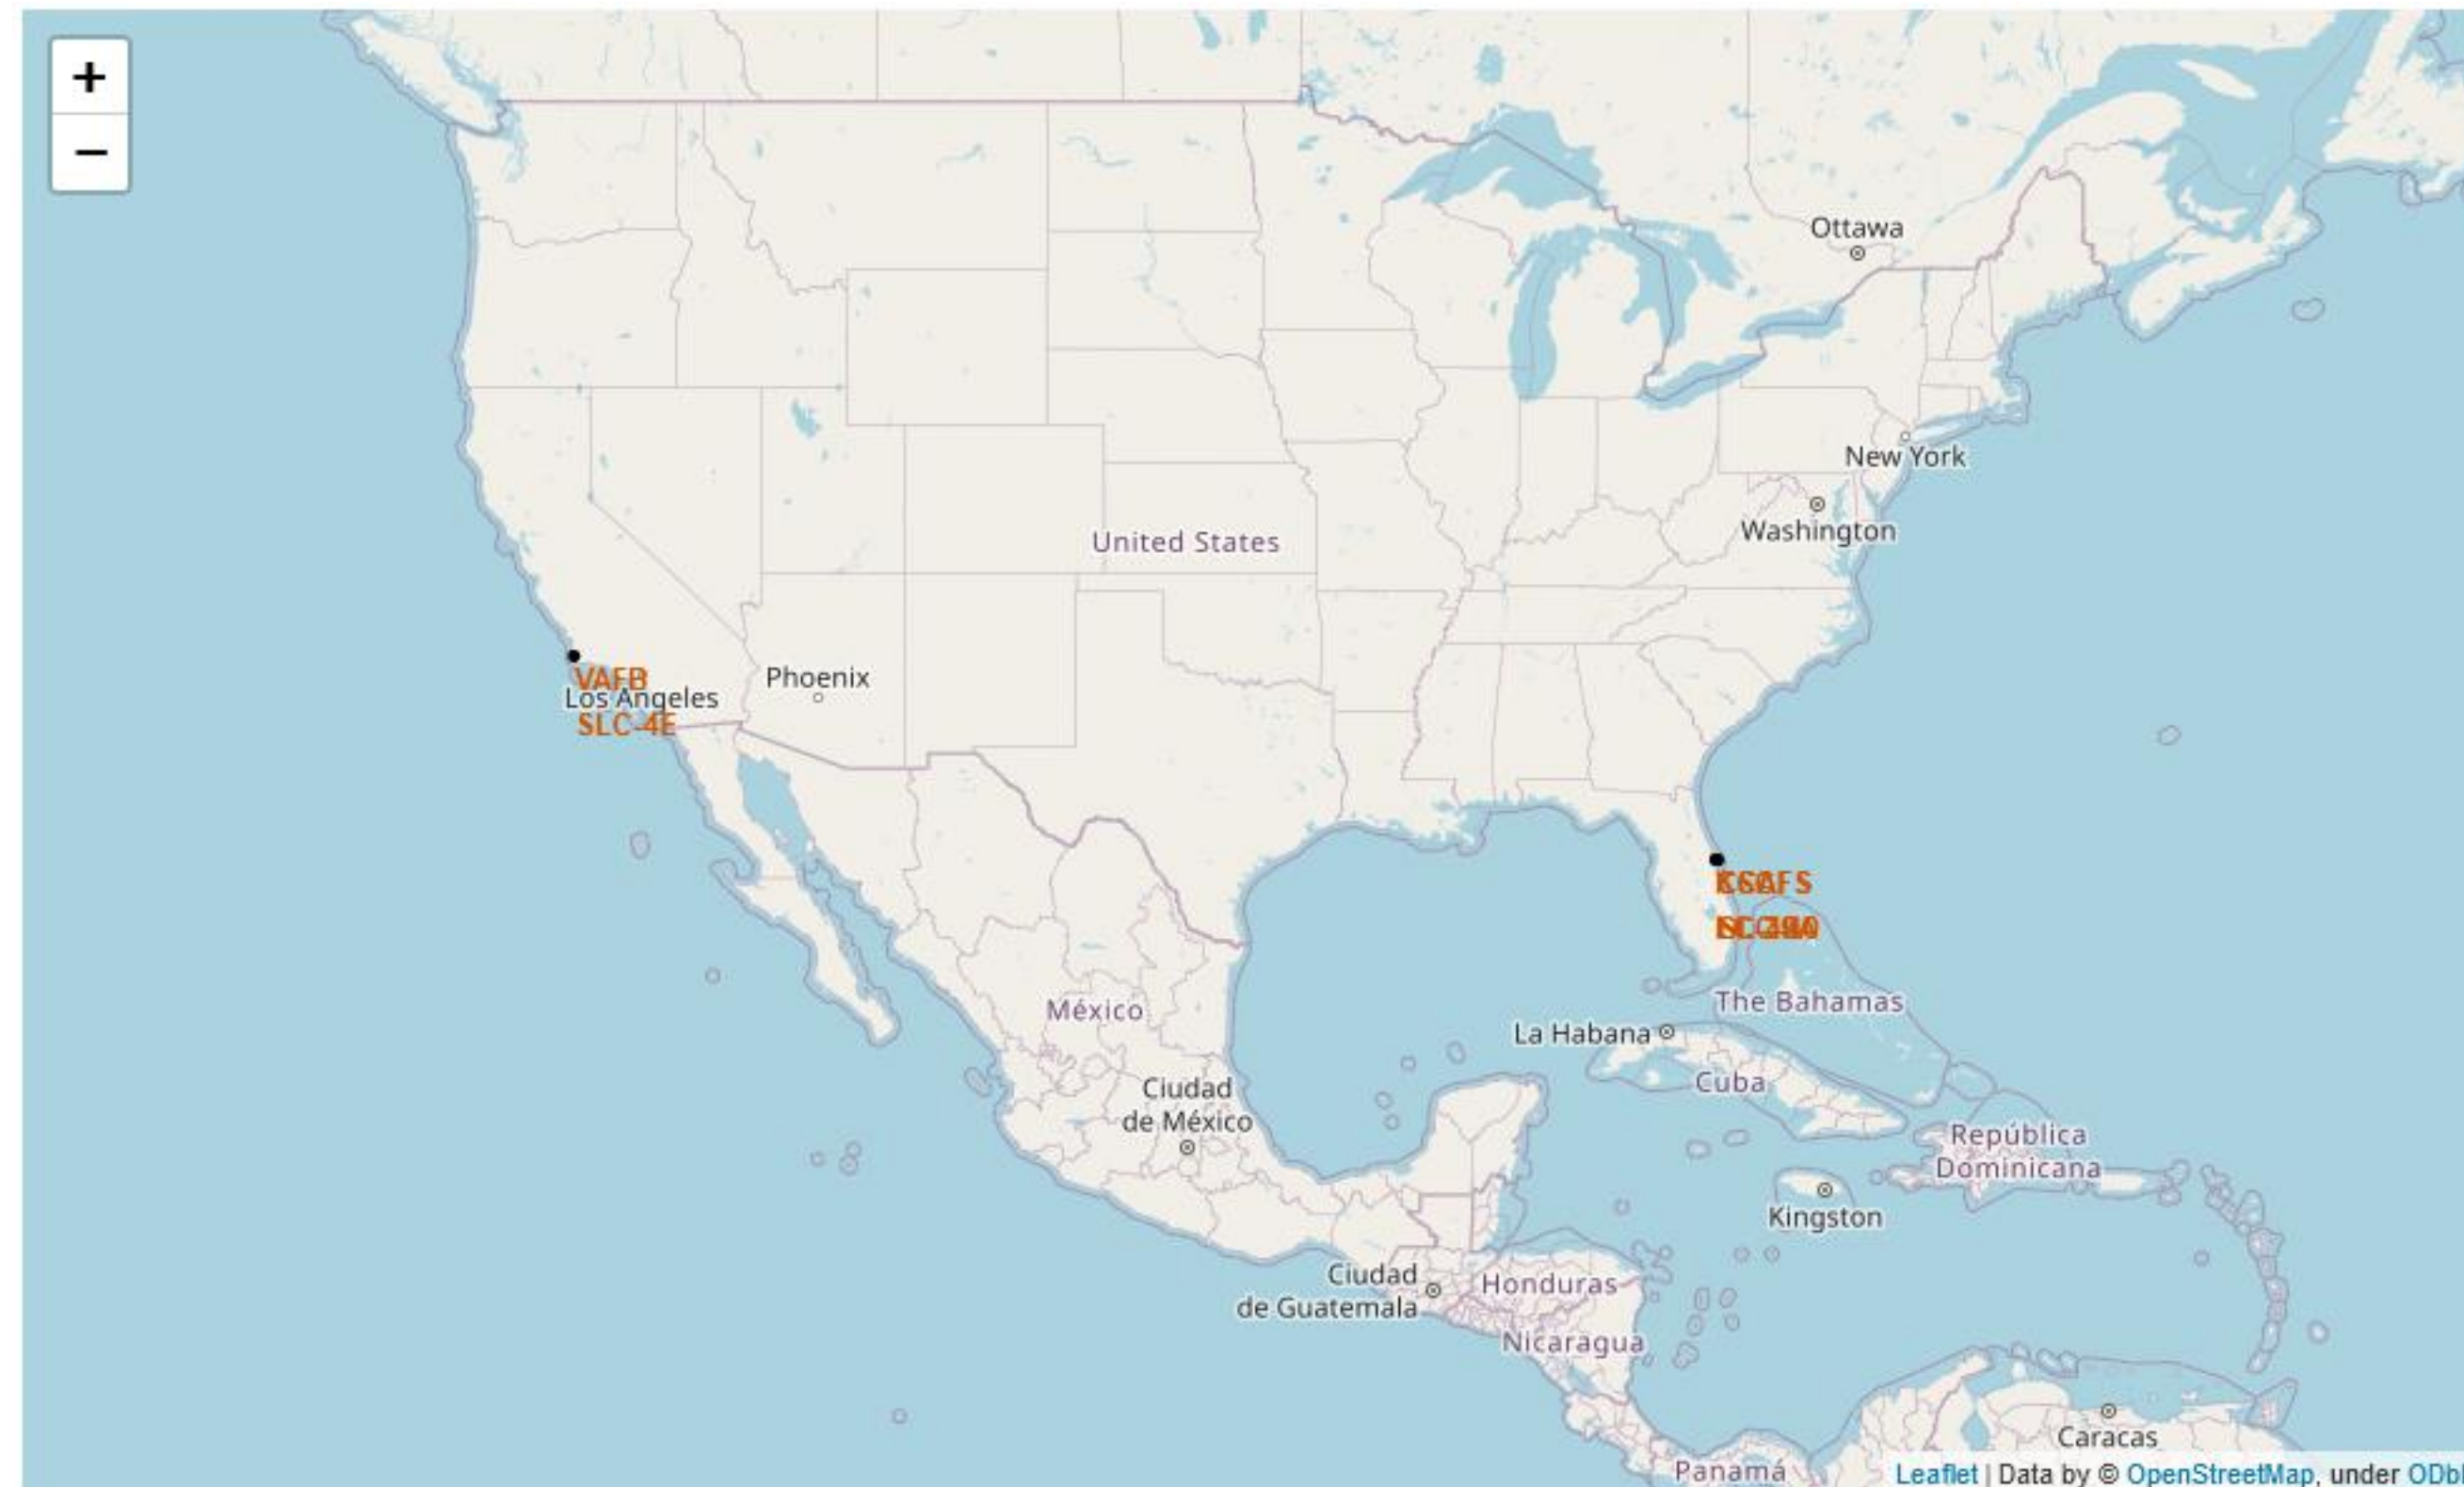 +
−
Ottawa
New York
Washington
United States
VAFB
Los Angeles
SLC-4E
Phoenix
México
The Bahamas
La Habana
Cuba
Ciudad
de México
República
Dominicana
Kingston
Ciudad
de Guatemala
Honduras
Nicaragua
Caracas
Panamá
Leaflet | Data by © OpenStreetMap, under